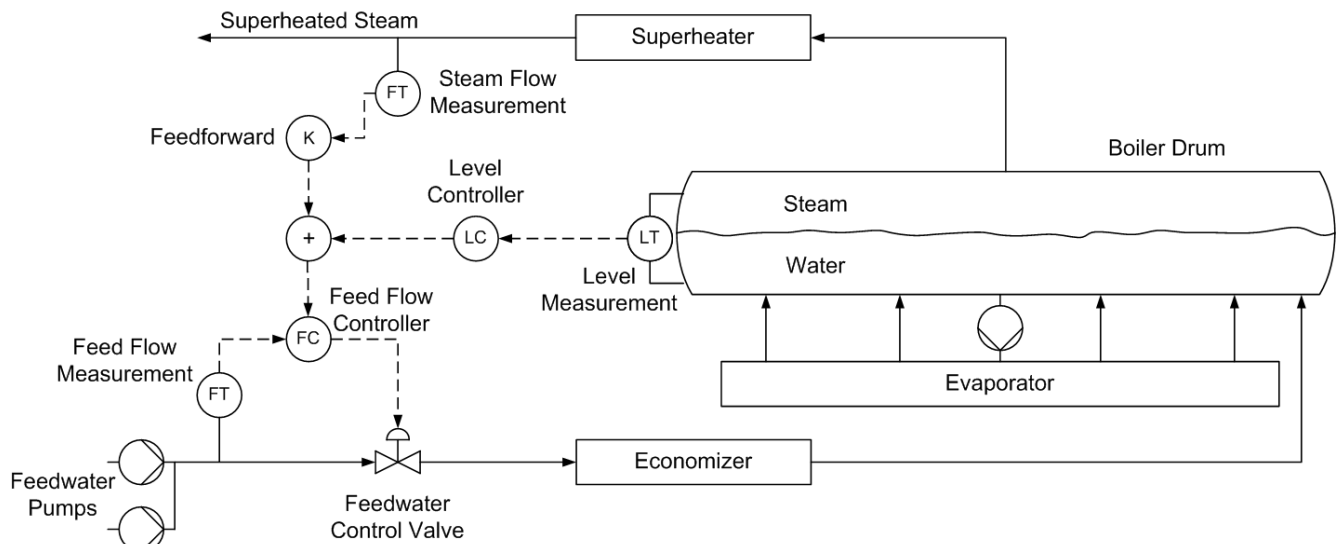 Superheated Steam
Superheater
FT
Steam Flow
Measurement
Feedforward
K
Boiler Drum
Level
Controller
Steam
+
LC
LT
Water
Level
Measurement
Feed Flow
Controller
FC
Feed Flow
Measurement
FT
Evaporator
Economizer
Feedwater
Pumps
Feedwater
Control Valve